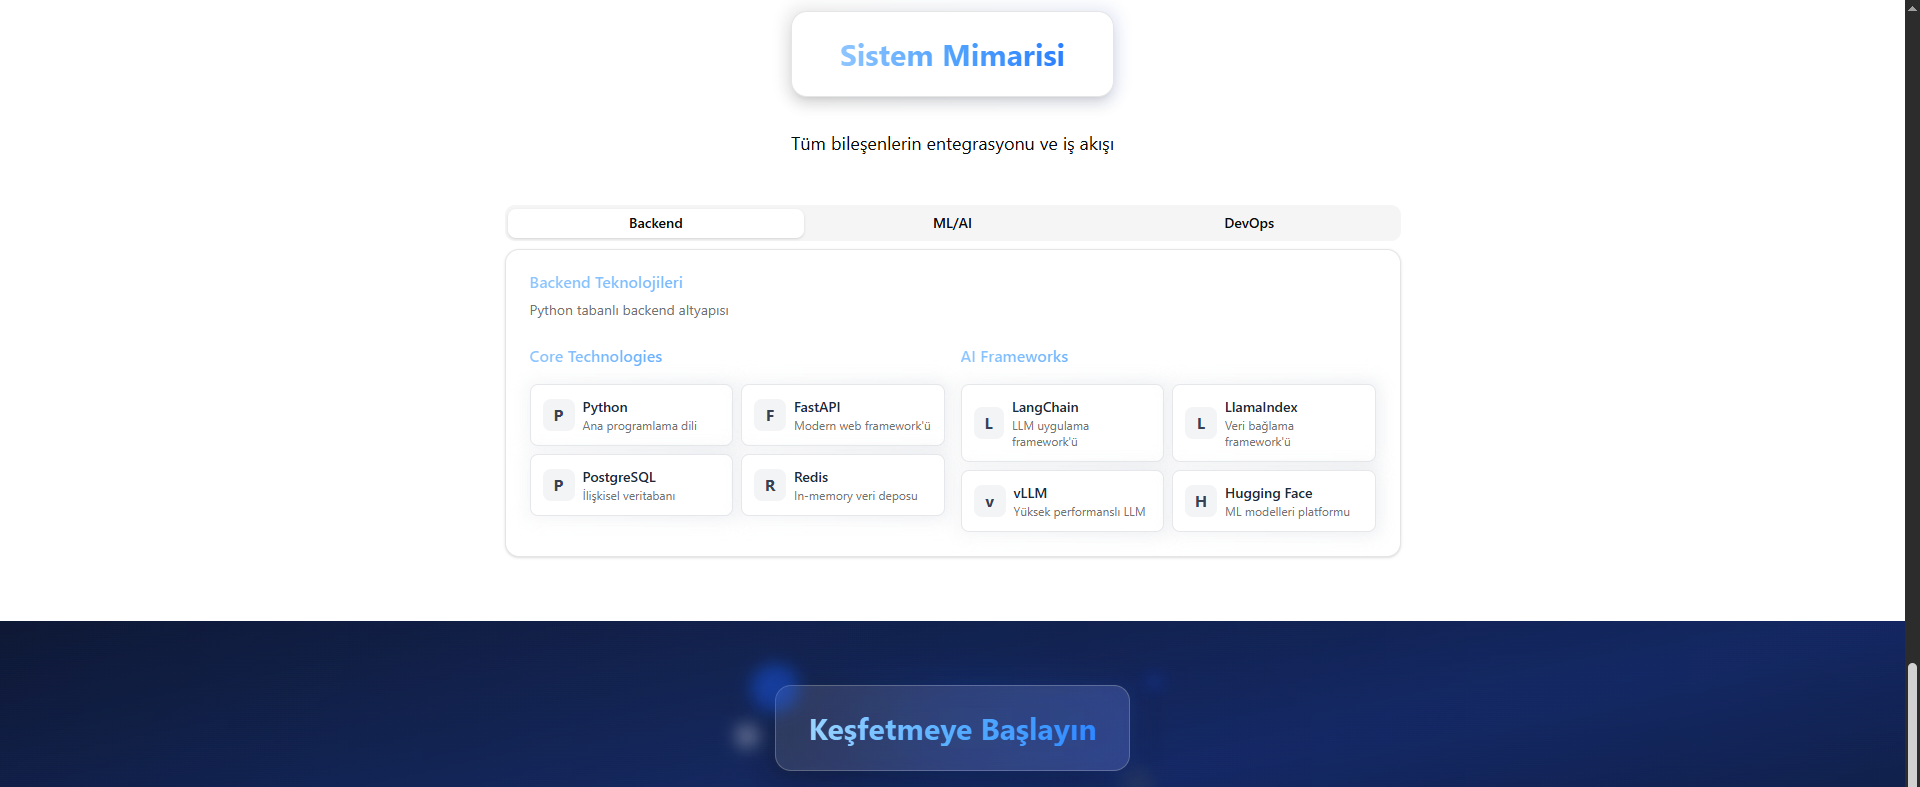 Sistem Mimarisi
Tüm bileşenlerin entegrasyonu ve iş akışı
Backend
ML/AI
DevOps
Backend Teknolojileri
Python tabanlı backend altyapısı
Core Technologies
P
Python
Ana programlama dili
F
FastAPI
Modern web framework'ü
P
PostgreSQL
İlişkisel veritabanı
R
Redis
In-memory veri deposu
AI Frameworks
L
LangChain
LLM uygulama
framework'ü
L
LlamaIndex
Veri bağlama
framework'ü
v
vLLM
Yüksek performanslı LLM
H
Hugging Face
ML modelleri platformu
Keşfetmeye Başlayın